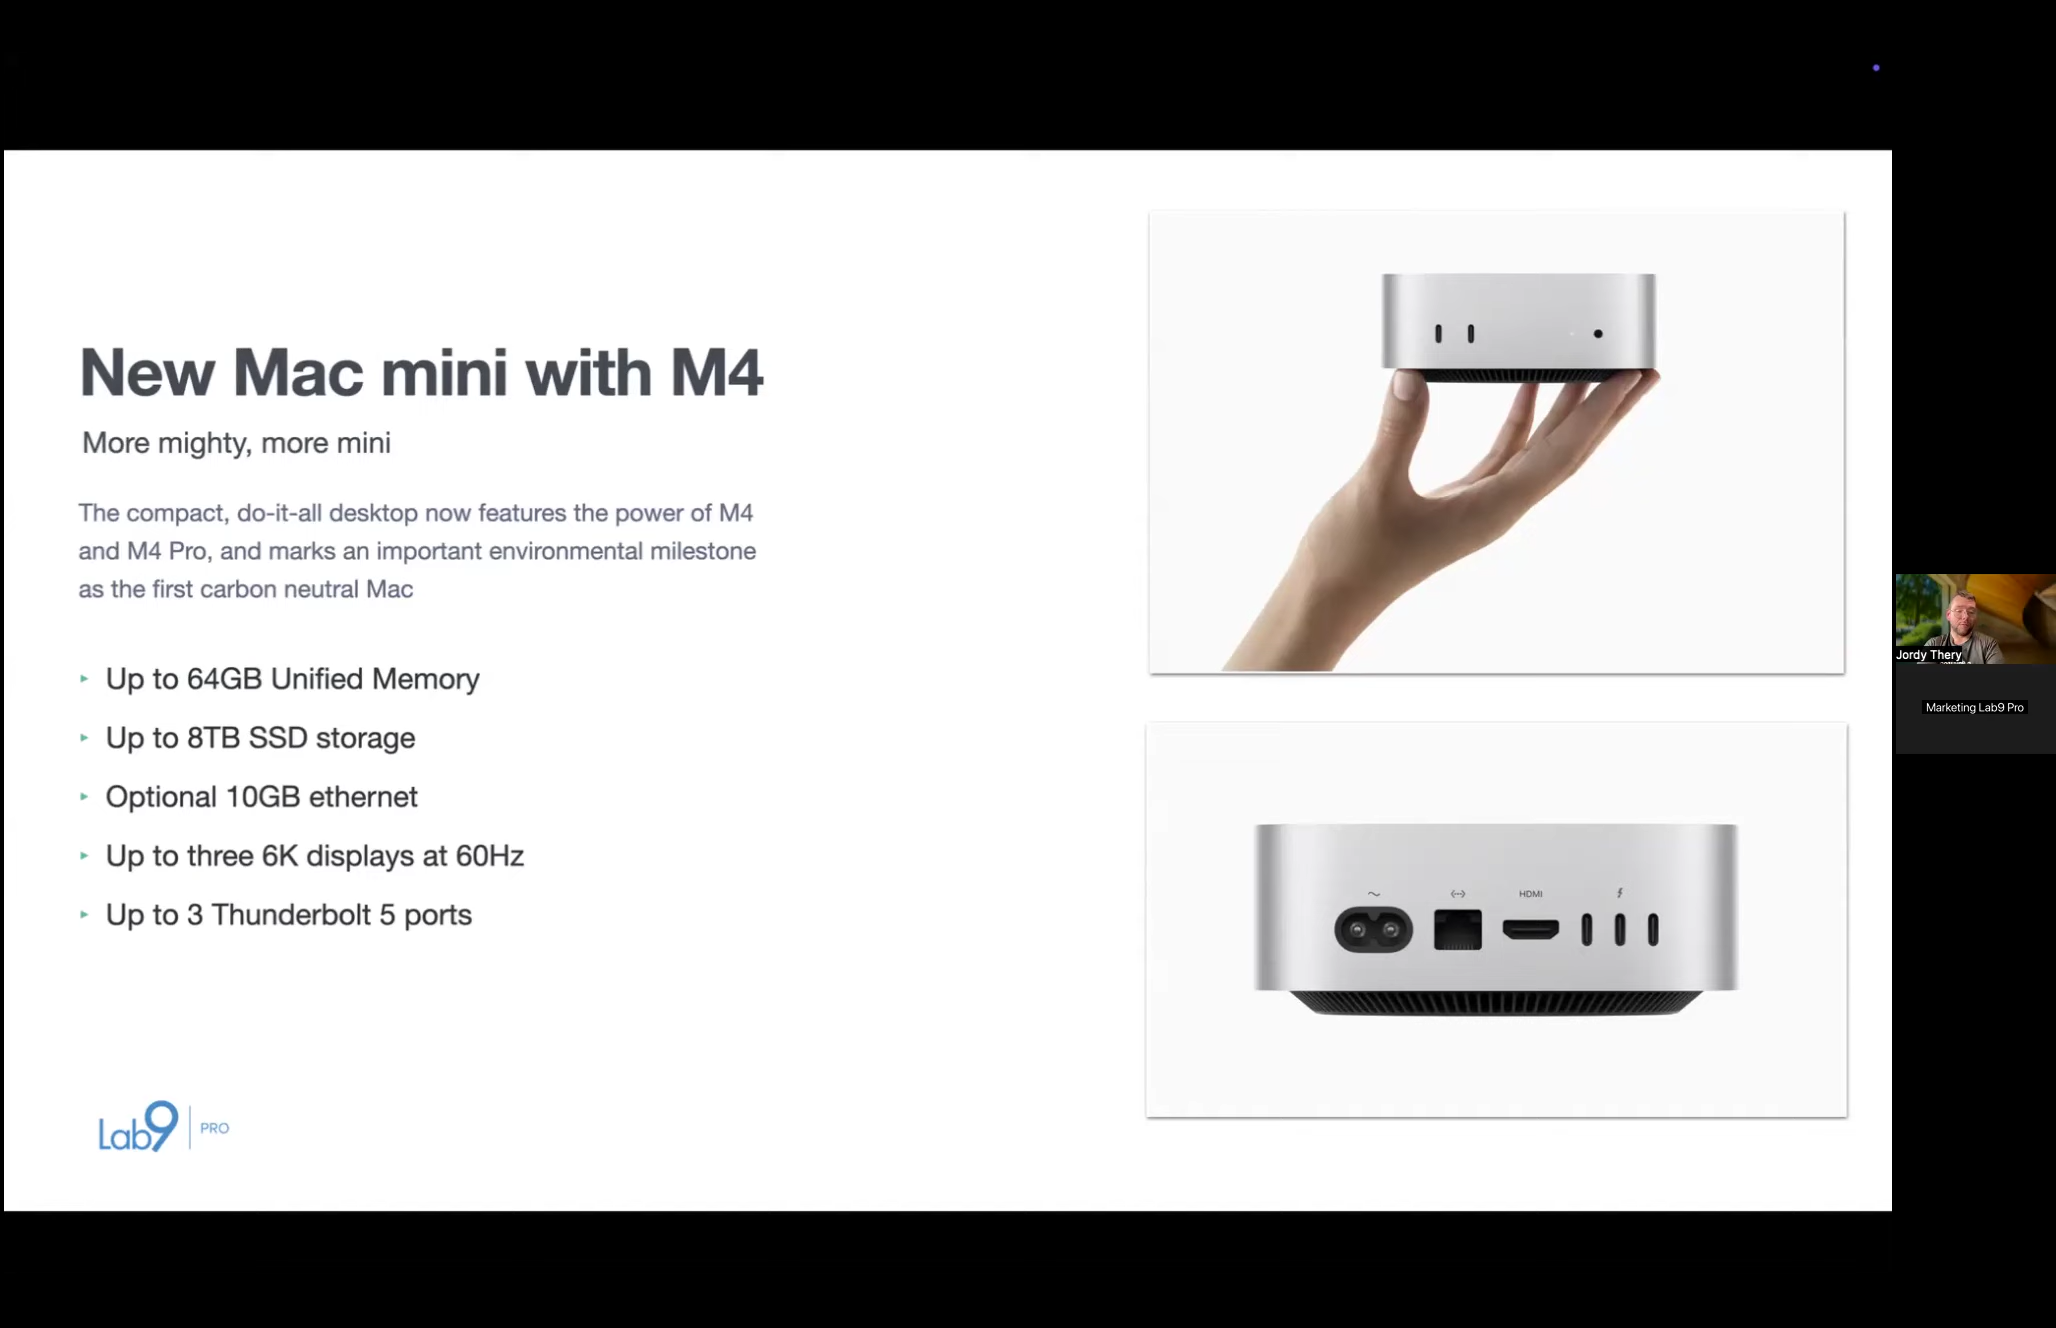 New Mac mini with M4
More mighty, more mini
The compact, do-it-all desktop now features the power of M4
and M4 Pro, and marks an important environmental milestone
as the first carbon neutral Mac
Up to 64GB Unified Memory
Up to 8TB SSD storage
Optional 10GB ethernet
Up to three 6K displays at 60Hz
Up to 3 Thunderbolt 5 ports
HDMI
Lab9 PRO
Jordy Thery
Marketing Lab9 Pro